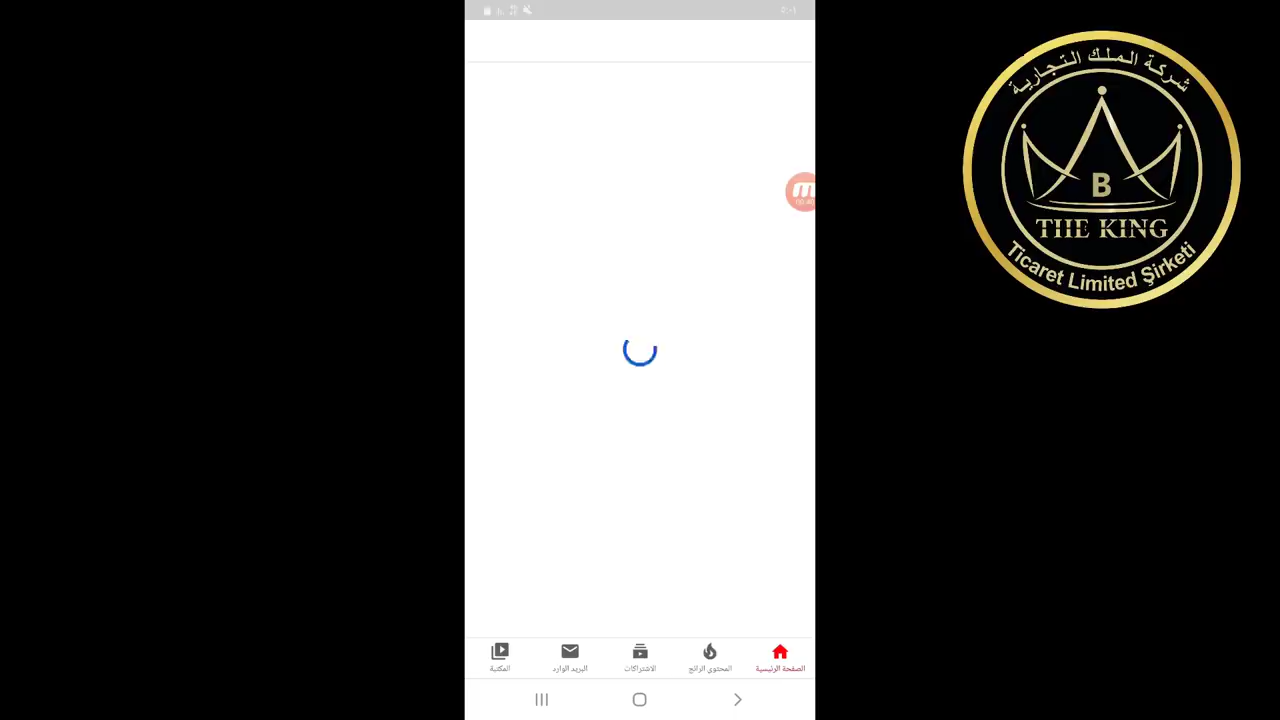 شركة الملك التجارية
B
THE KING
Ticaret Limited Şirketi
الصفحة الرئيسية
المحتوى الرائج
الاشتراكات
البريد الوارد
المكتبة